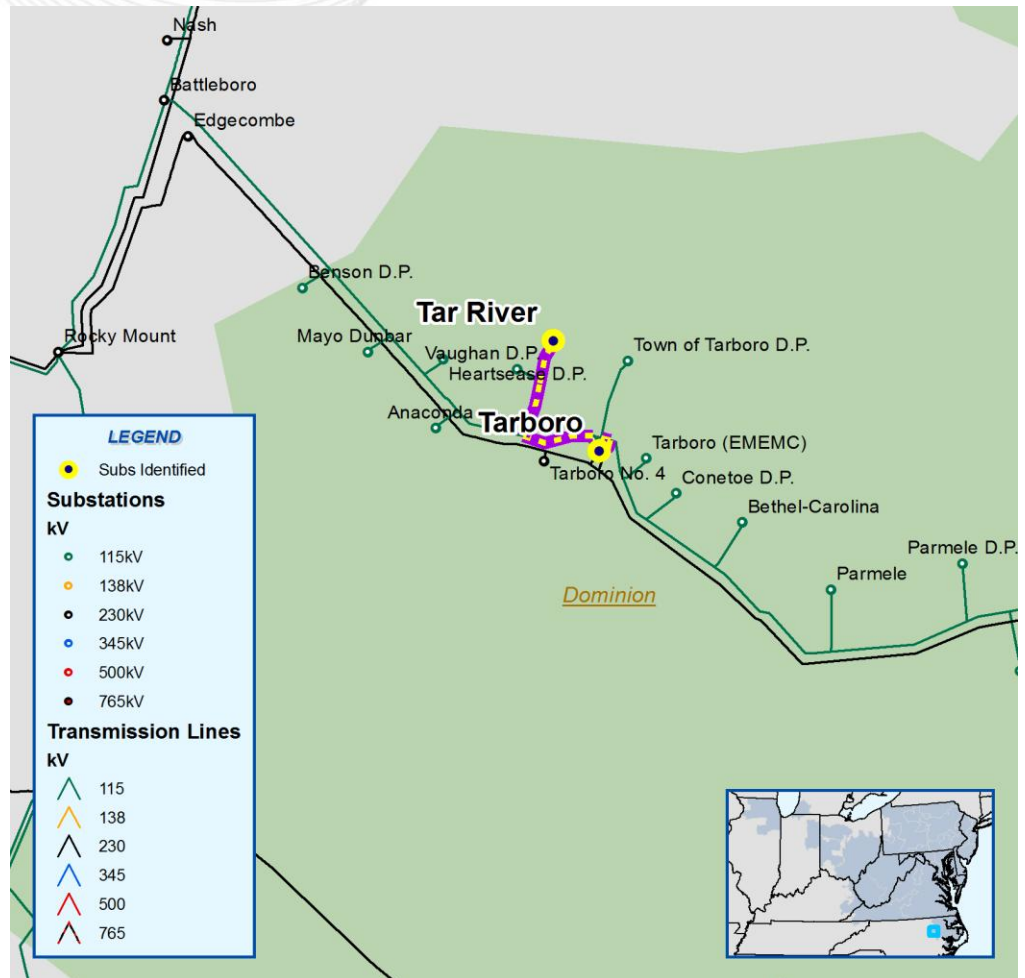 Nash
Battleboro
Edgecombe
Benson D.P.
Tar River
Rocky Mount
Mayo Dunbar
Vaughan D.P.
Town of Tarboro D.P.
Heartsease D.P.
Anaconda
Tarboro
Tarboro (EMEMC)
Tarboro No. 4
Conetoe D.P.
Bethel-Carolina
Parmele D.P.
Parmele
Dominion
LEGEND
Subs Identified
Substations
kV
115kV
138kV
230kV
345kV
500kV
765kV
Transmission Lines
kV
115
138
230
345
500
765